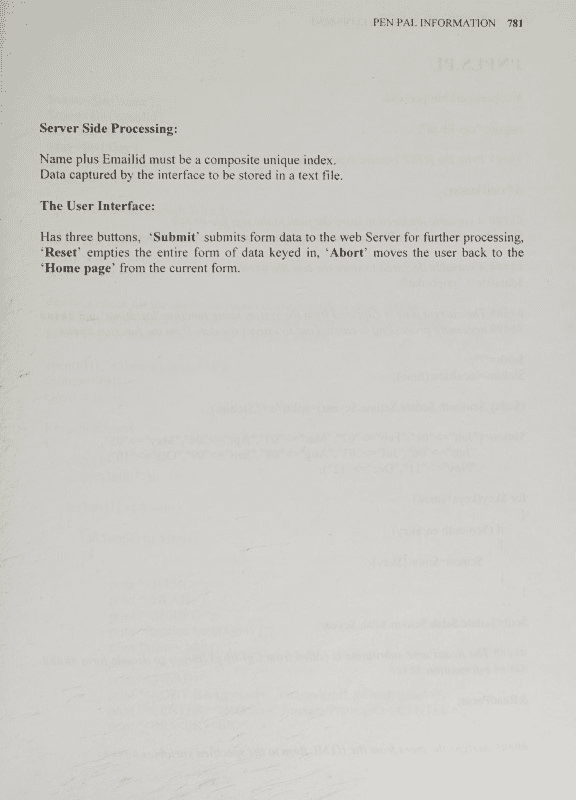 PEN PAL INFORMATION 781
Server Side Processing:
Name plus Emailid must be a composite unique index.
Data captured by the interface to be stored in a text file.
The User Interface:
Has three buttons, ‘Submit’ submits form data to the web Server for further processing,
‘Reset’ empties the entire form of data keyed in, ‘Abort’ moves the user back to the
‘Home page’ from the current form.